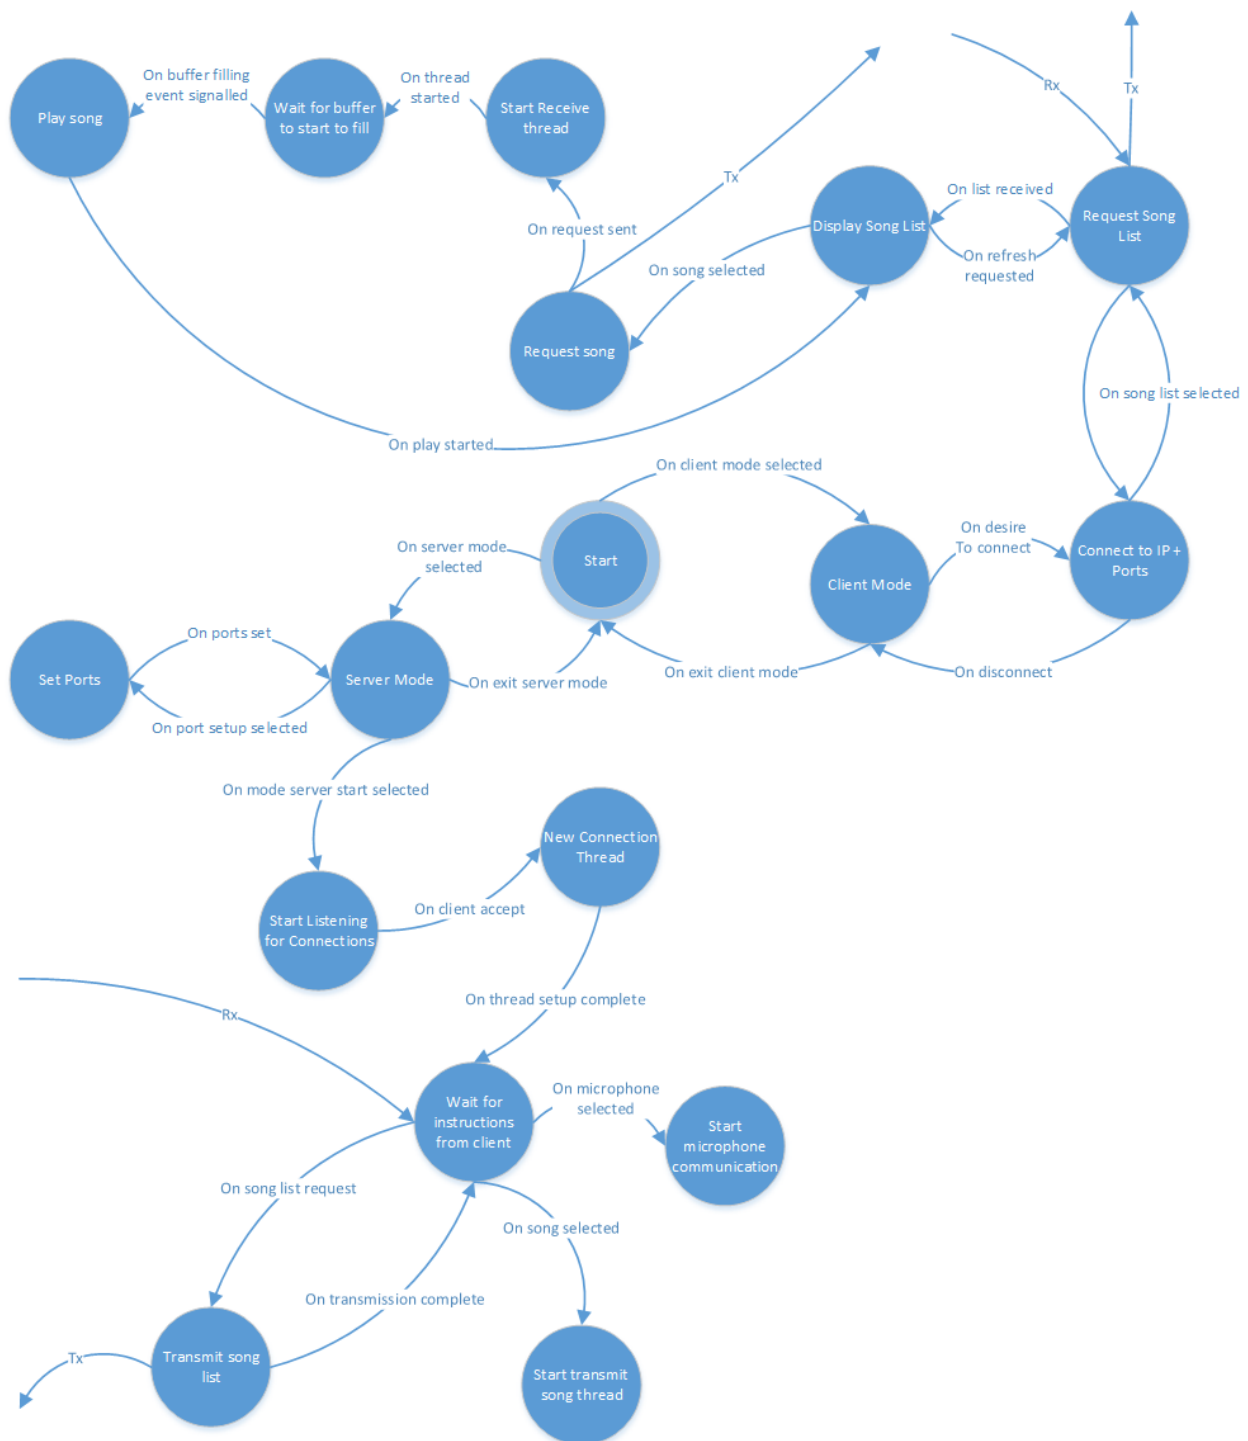 On buffer filling
event signalled
On thread
started
Play song
Wait for buffer
to start to fill
Start Receive
thread
Rx
Tx
Tx
On list received
Display Song List
Request Song
List
On request sent
On refresh
requested
On song selected
Request song
On song list selected
On play started
On client mode selected
On server mode
selected
Start
On desire
To connect
Client Mode
Connect to IP +
Ports
On ports set
Set Ports
Server Mode
On exit server mode
On exit client mode
On disconnect
On port setup selected
On mode server start selected
New Connection
Thread
On client accept
Start Listening
for Connections
On thread setup complete
Rx
Wait for
instructions
from client
On microphone
selected
Start
microphone
communication
On song list request
On song selected
On transmission complete
Tx
Transmit song
list
Start transmit
song thread